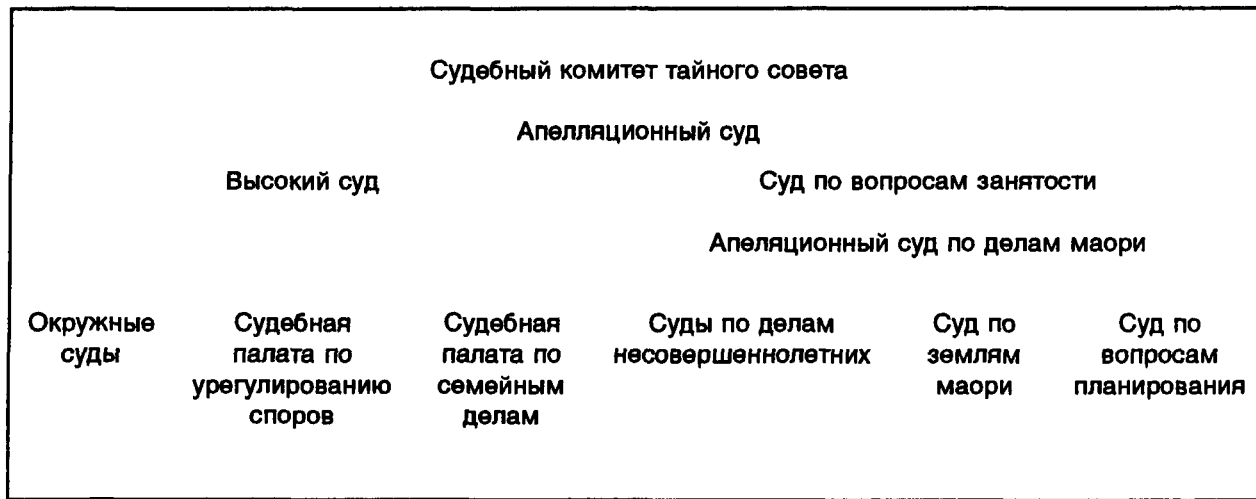 Судебный комитет тайного совета
Апелляционный суд
Высокий суд
Суд по вопросам занятости
Апеляционный суд по делам маори
Окружные
суды
Судебная
палата по
урегулированию
споров
Судебная
палата по
семейным
делам
Суды по делам
несовершеннолетних
Суд по
землям
маори
Суд по
вопросам
планирования